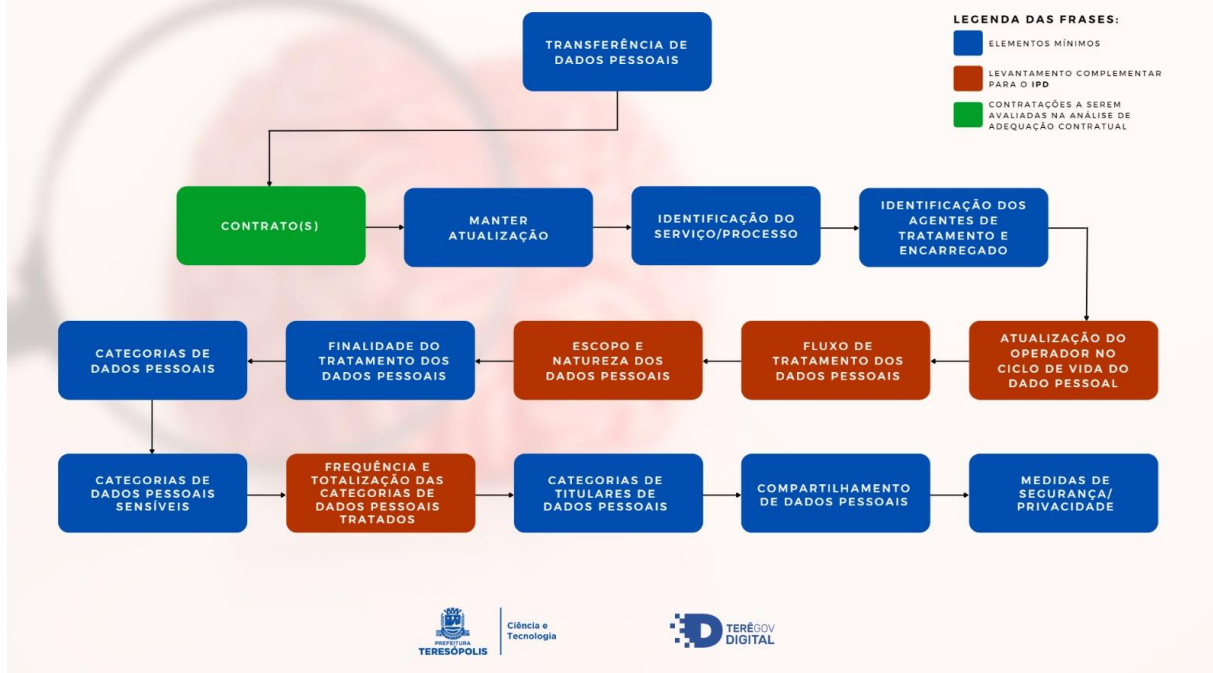 TRANSFERÊNCIA DE
DADOS PESSOAIS
LEGENDA DAS FRASES:
ELEMENTOS MÍNIMOS
LEVANTAMENTO COMPLEMENTAR
PARA O IPD
CONTRATAÇÕES A SEREM
AVALIADAS NA ANÁLISE DE
ADEQUAÇÃO CONTRATUAL
CONTRATO(S)
MANTER
ATUALIZAÇÃO
IDENTIFICAÇÃO DO
SERVIÇO/PROCESSO
IDENTIFICAÇÃO DOS
AGENTES DE
TRATAMENTO E
ENCARREGADO
ATUALIZAÇÃO DO
OPERADOR NO
CICLO DE VIDA DO
DADO PESSOAL
FLUXO DE
TRATAMENTO DOS
DADOS PESSOAIS
ESCOPO E
NATUREZA DOS
DADOS PESSOAIS
FINALIDADE DO
TRATAMENTO DOS
DADOS PESSOAIS
CATEGORIAS DE
DADOS PESSOAIS
CATEGORIAS DE
DADOS PESSOAIS
SENSÍVEIS
FREQUÊNCIA E
TOTALIZAÇÃO DAS
CATEGORIAS DE
DADOS PESSOAIS
TRATADOS
CATEGORIAS DE
TITULARES DE
DADOS PESSOAIS
COMPARTILHAMENTO
DE DADOS PESSOAIS
MEDIDAS DE
SEGURANÇA/
PRIVACIDADE
PREFEITURA
TERESÓPOLIS
Ciência e
Tecnologia
TERÊGOV
DIGITAL